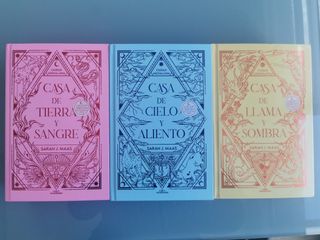 CASA
DE
TIERRA
Y
SANGRE
SARAH J. MAAS
CASA
DE
CIELO
Y
ALIENTO
SARAH J. MAAS
CASA
DE
LLAMA
Y
SOMBRA
SARAH J. MAAS